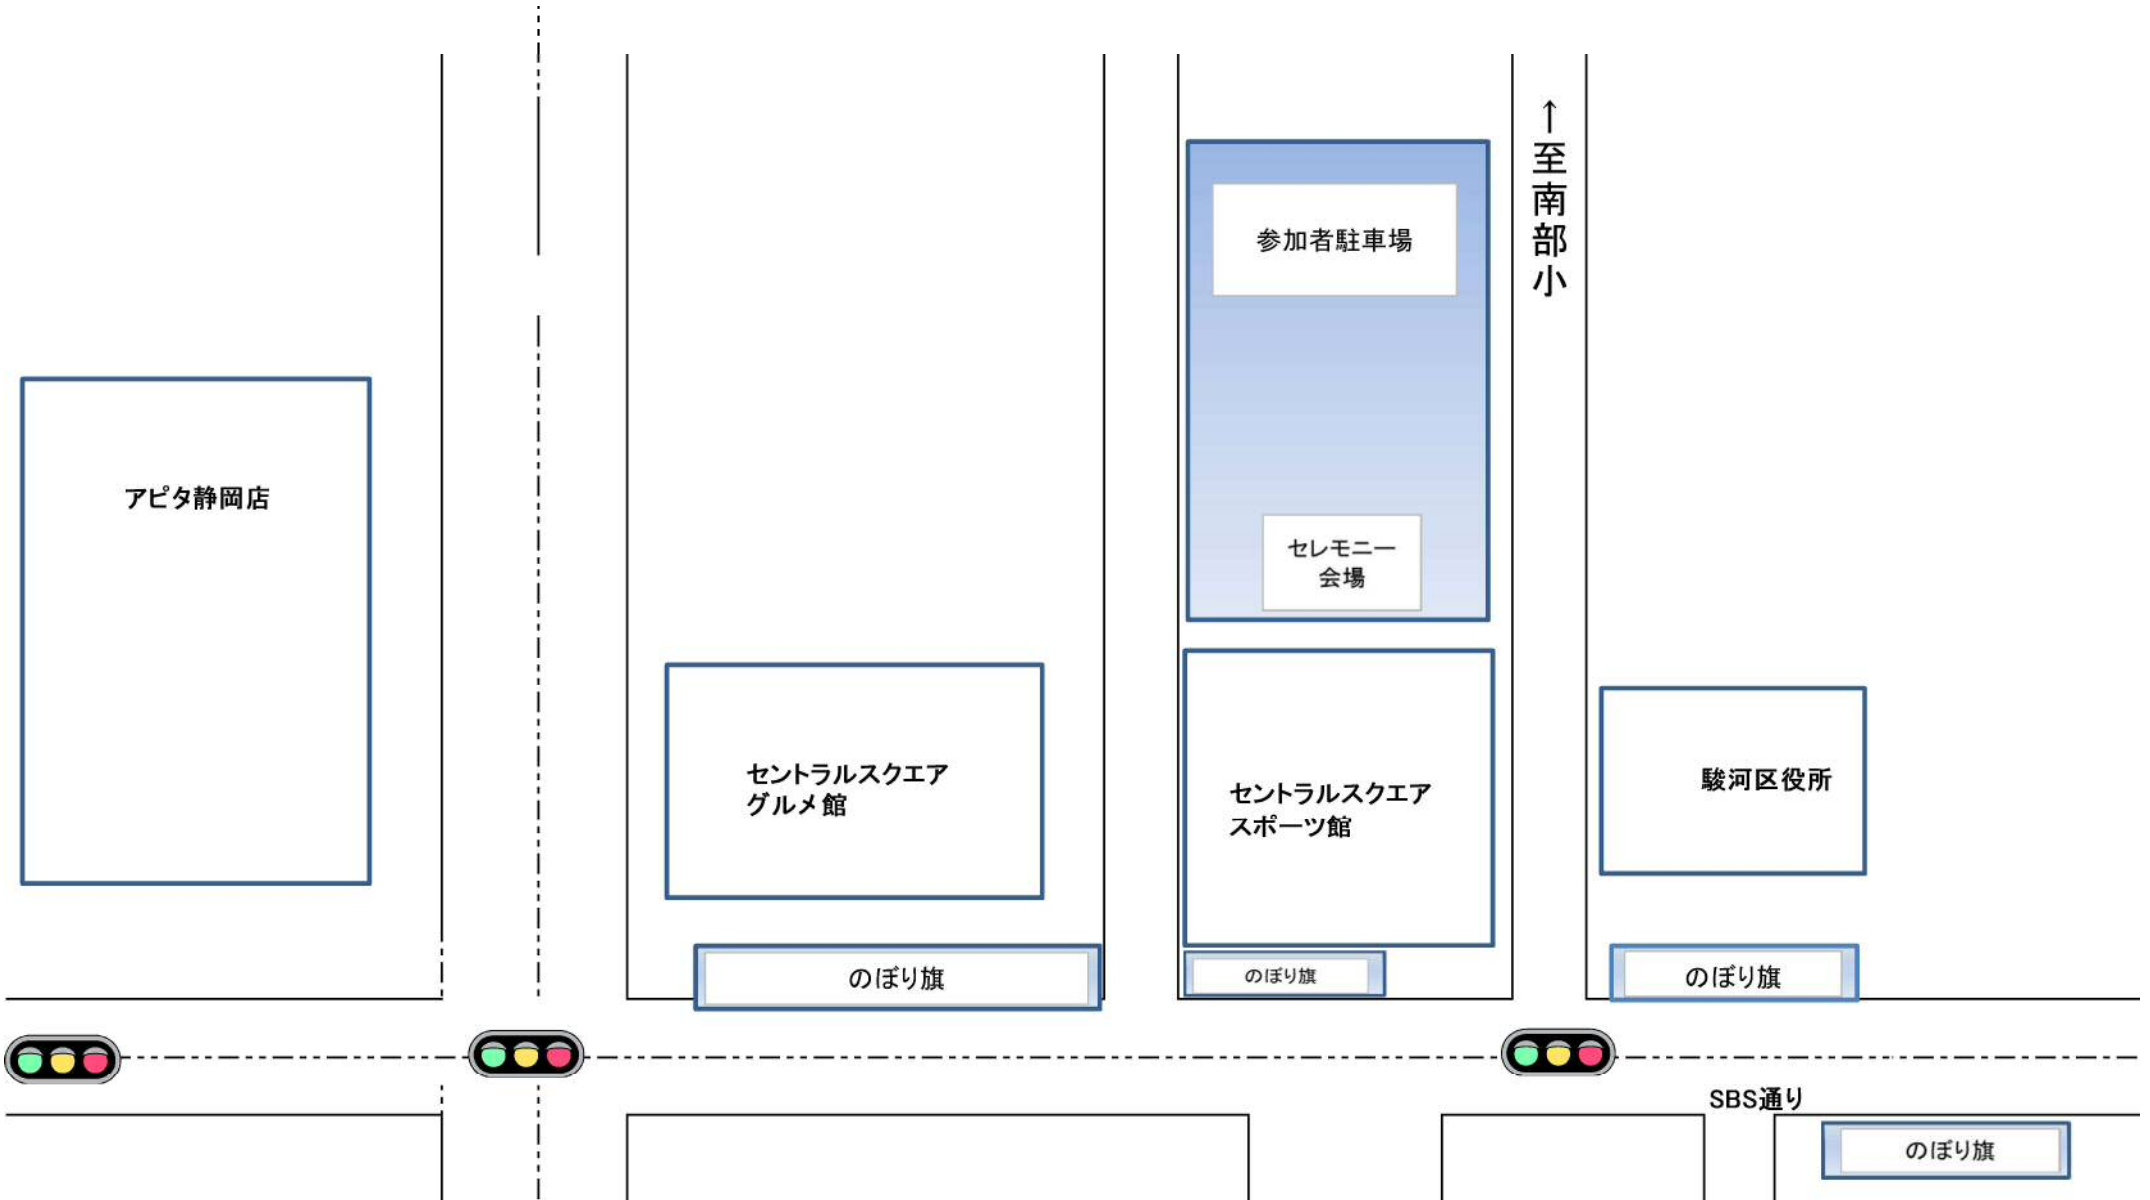 ↑至南部小
参加者駐車場
アピタ静岡店
セレモニー
会場
セントラルスクエア
グルメ館
セントラルスクエア
スポーツ館
駿河区役所
のぼり旗
のぼり旗
のぼり旗
SBS通り
のぼり旗